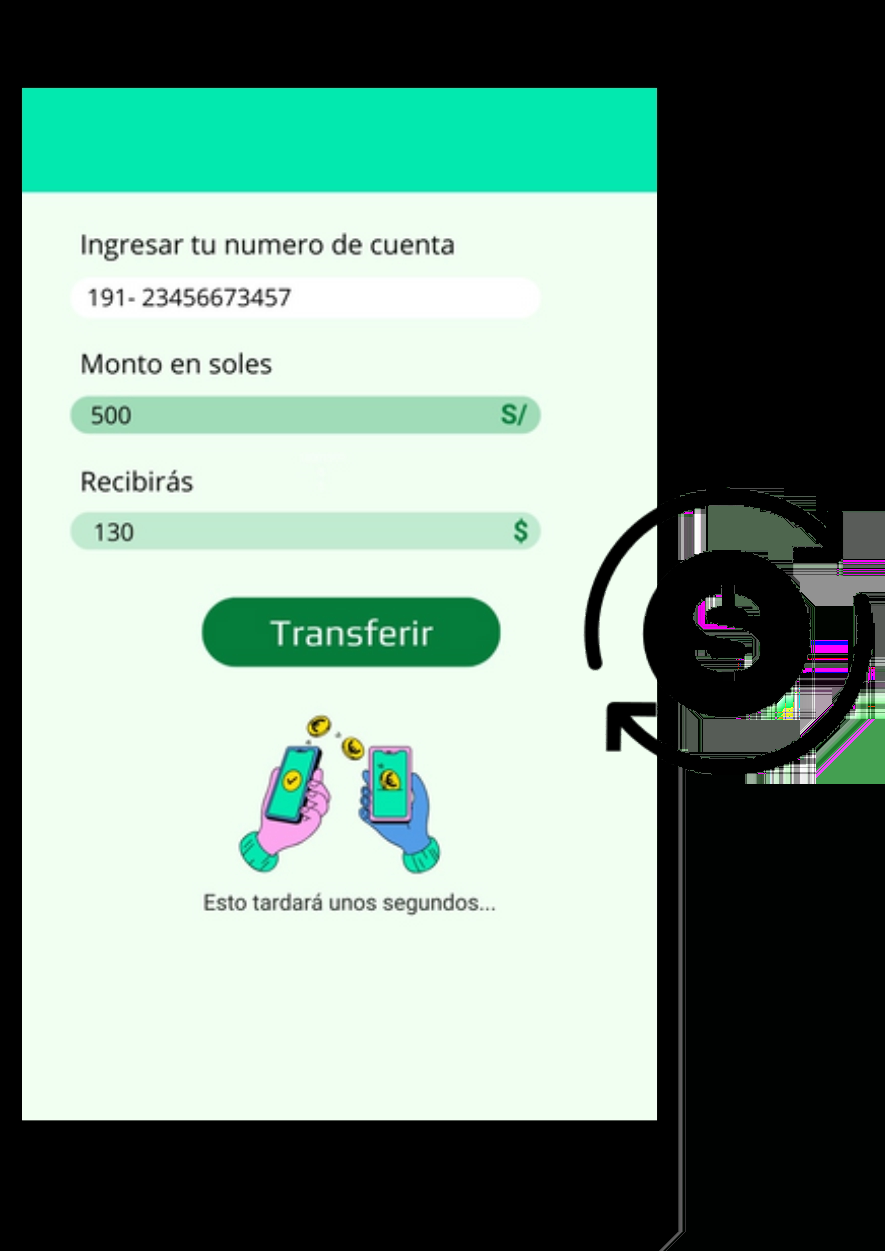 Ingresar tu numero de cuenta
191- 23456673457
Monto en soles
500 S/
Recibirás
130 $
Transferir
Esto tardará unos segundos...